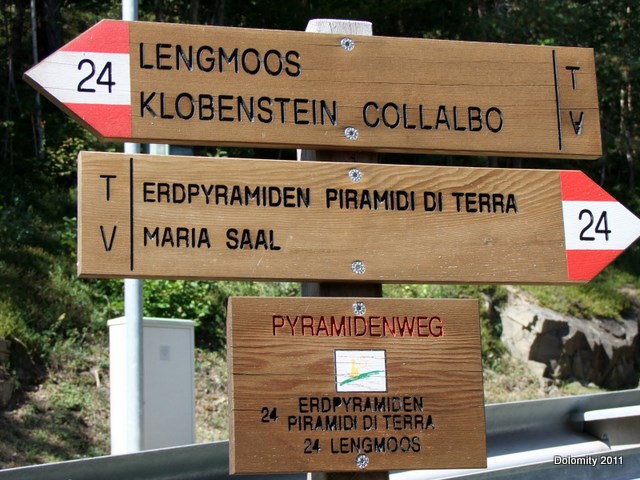 24
LENGMOOS
KLOBENSTEIN COLLALBO
T
V
T
V
ERDPYRAMIDEN PIRAMIDI DI TERRA
MARIA SAAL
24
PYRAMIDENWEG
ERDPYRAMIDEN
24 PIRAMIDI DI TERRA
24 LENGMOOS
Dolomity 2011